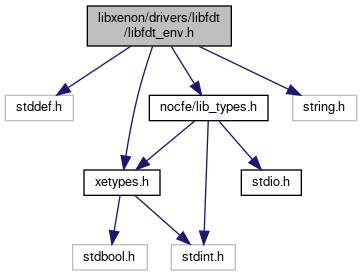 libxenon/drivers/libfdt
/libfdt_env.h
stddef.h
nocfe/lib_types.h
string.h
xetypes.h
stdio.h
stdbool.h
stdint.h